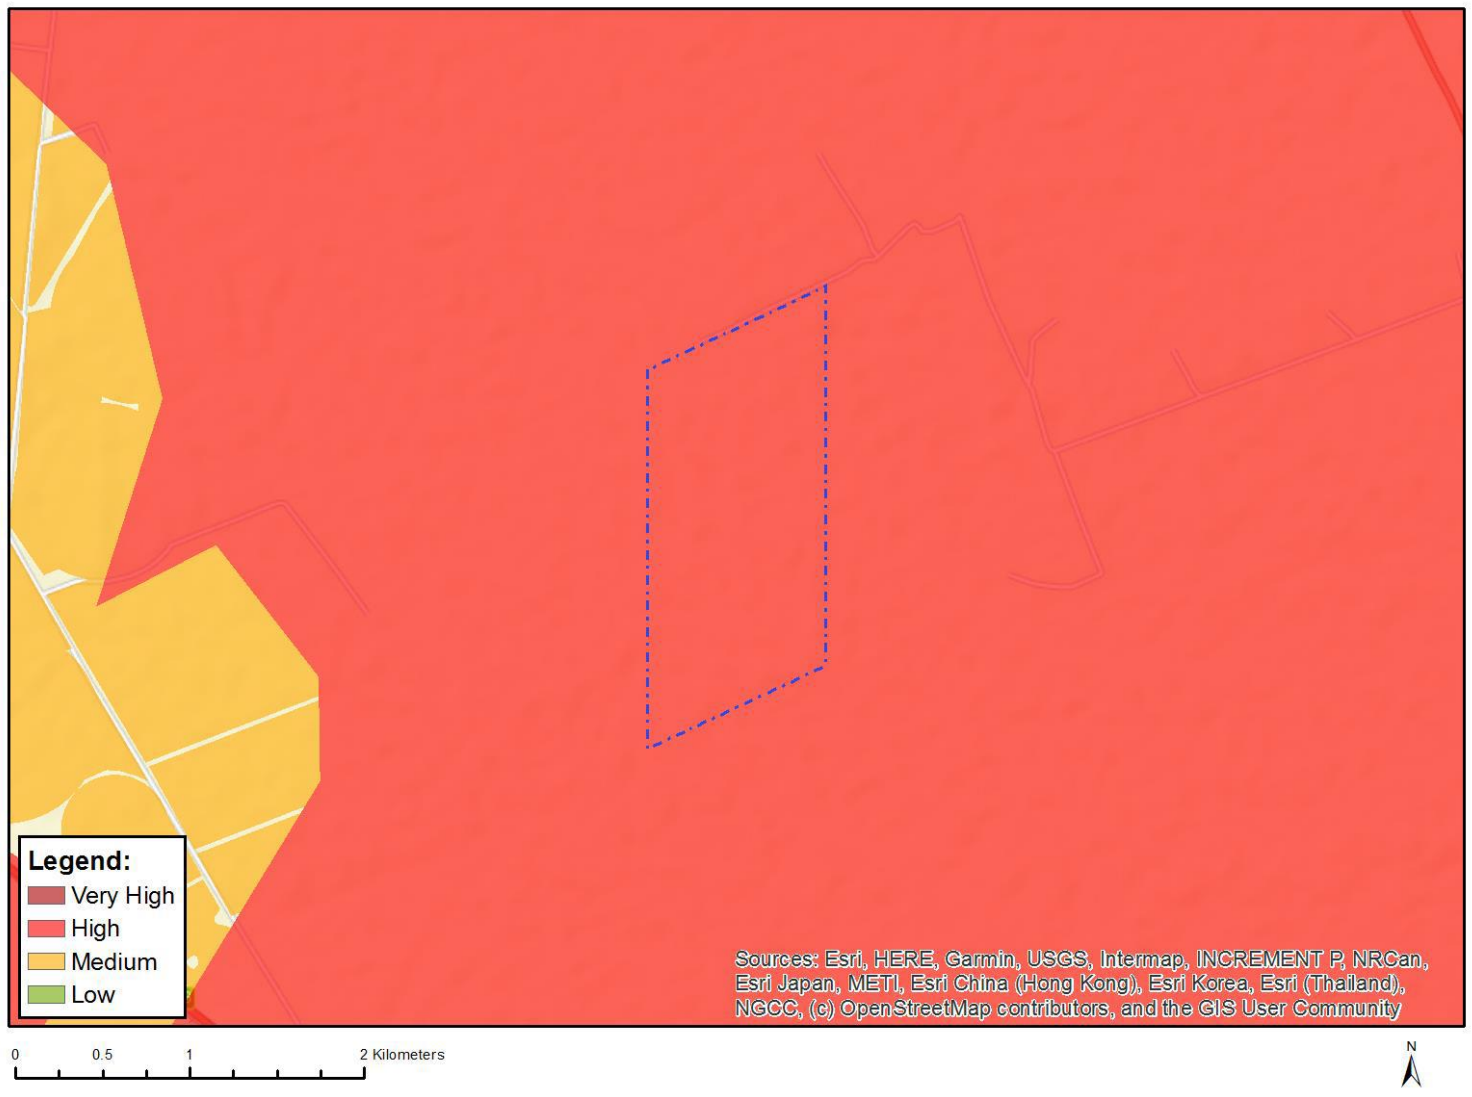 Legend:
Very High
High
Medium
Low
Sources: Esri, HERE, Garmin, USGS, Intermap, INCREMENT P, NRCan,
Esri Japan, METI, Esri China (Hong Kong), Esri Korea, Esri (Thailand),
NGCC, (c) OpenStreetMap contributors, and the GIS User Community
0 0.5 1 2 Kilometers
N